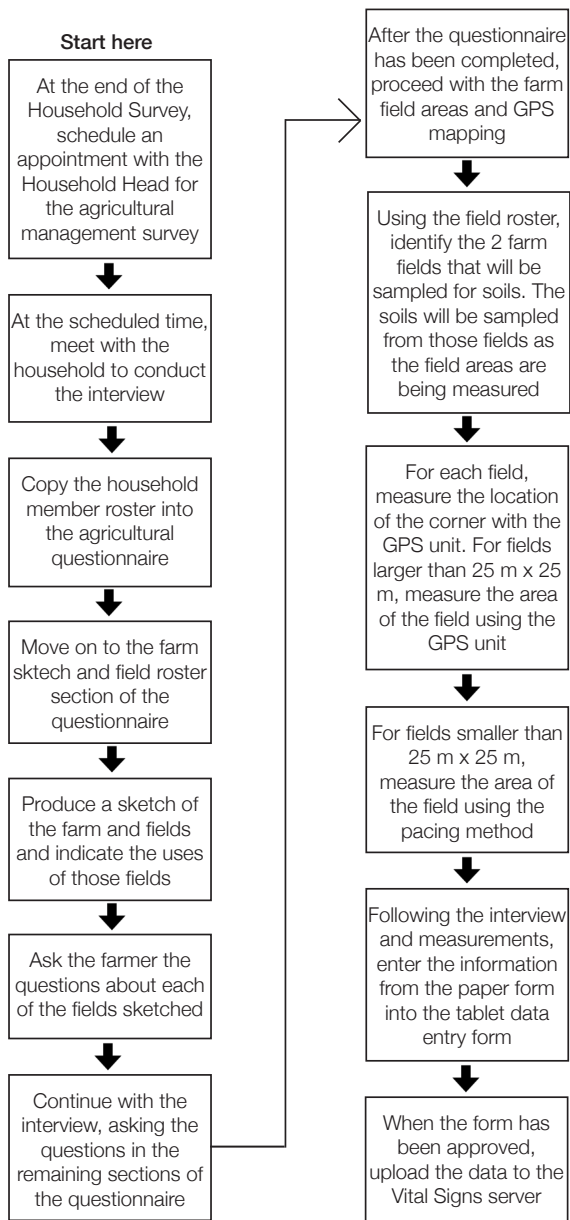 Start here
At the end of the
Household Survey,
schedule an
appointment with the
Household Head for
the agricultural
management survey
At the scheduled time,
meet with the
household to conduct
the interview
Copy the household
member roster into
the agricultural
questionnaire
Move on to the farm
sktech and field roster
section of the
questionnaire
Produce a sketch of
the farm and fields
and indicate the uses
of those fields
Ask the farmer the
questions about each
of the fields sketched
Continue with the
interview, asking the
questions in the
remaining sections of
the questionnaire
After the questionnaire
has been completed,
proceed with the farm
field areas and GPS
mapping
Using the field roster,
identify the 2 farm
fields that will be
sampled for soils. The
soils will be sampled
from those fields as
the field areas are
being measured
For each field,
measure the location
of the corner with the
GPS unit. For fields
larger than 25 m x 25
m, measure the area
of the field using the
GPS unit
For fields smaller than
25 m x 25 m,
measure the area of
the field using the
pacing method
Following the interview
and measurements,
enter the information
from the paper form
into the tablet data
entry form
When the form has
been approved,
upload the data to the
Vital Signs server